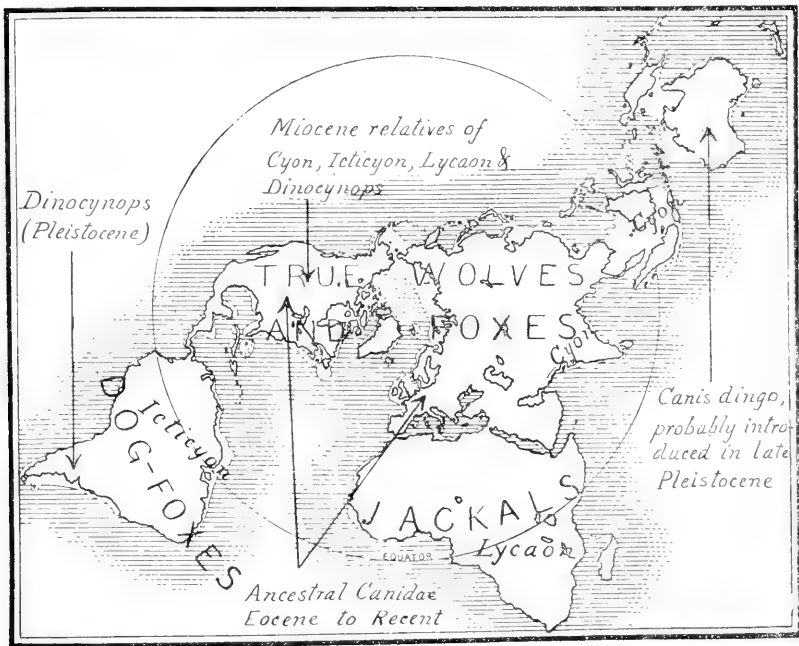 Miocene relatives of
Cyon, Icticyon, Lycaon &
Dinocynops
Dinocynops
(Pleistocene)
Cyon
TRUE WOLVES
AND FOXES
Cyon
Icticyon
OG-FOXES
Canis dingo,
probably intro-
duced in late
Pleistocene
JACKALS
EQUATOR
Lycaon
Ancestral Canidae
Eocene to Recent